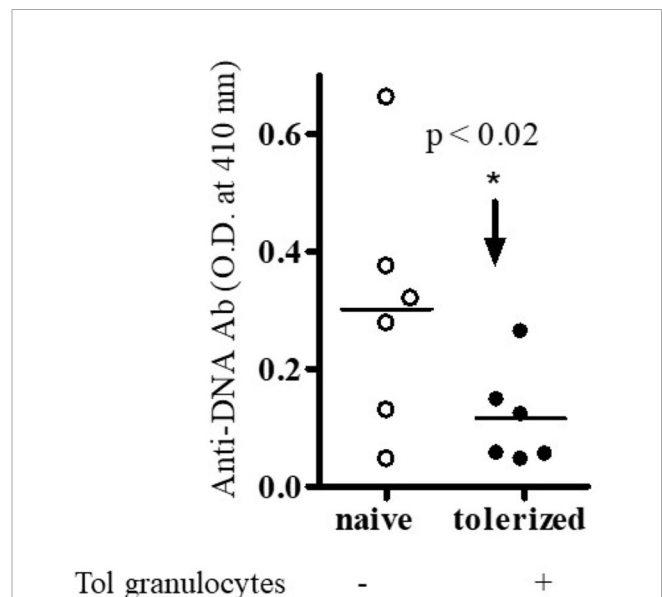 Anti-DNA Ab (O.D. at 410 nm)
0.6
0.4
0.2
0.0
p < 0.02
*
naive tolerized
Tol granulocytes - +